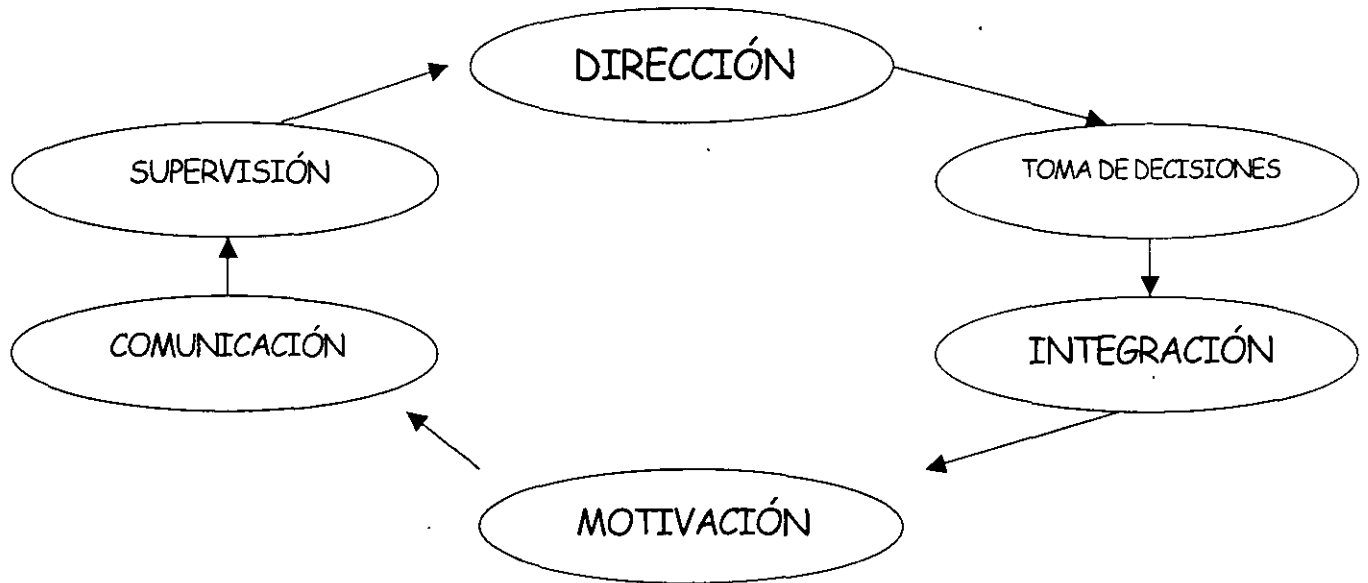 DIRECCIÓN
SUPERVISIÓN
TOMA DE DECISIONES
COMUNICACIÓN
INTEGRACIÓN
MOTIVACIÓN